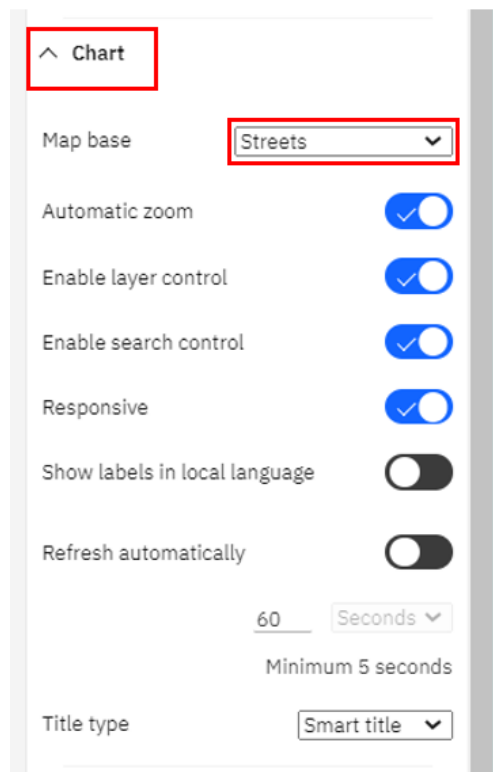 Chart
Map base Streets
Automatic zoom
Enable layer control
Enable search control
Responsive
Show labels in local language
Refresh automatically
60 Seconds
Minimum 5 seconds
Title type Smart title